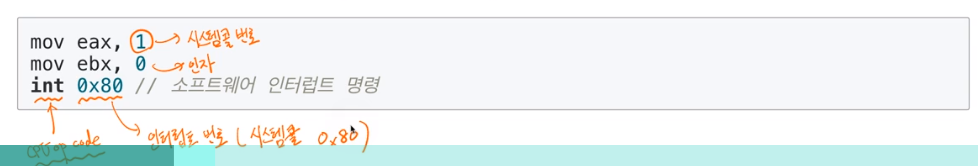 mov eax, 1 → 시스템콜 번호
mov ebx, 0 → 인자
int 0x80 // 소프트웨어 인터럽트 명령
CPU op code
인터럽트 번호 ( 시스템콜 0x80 )